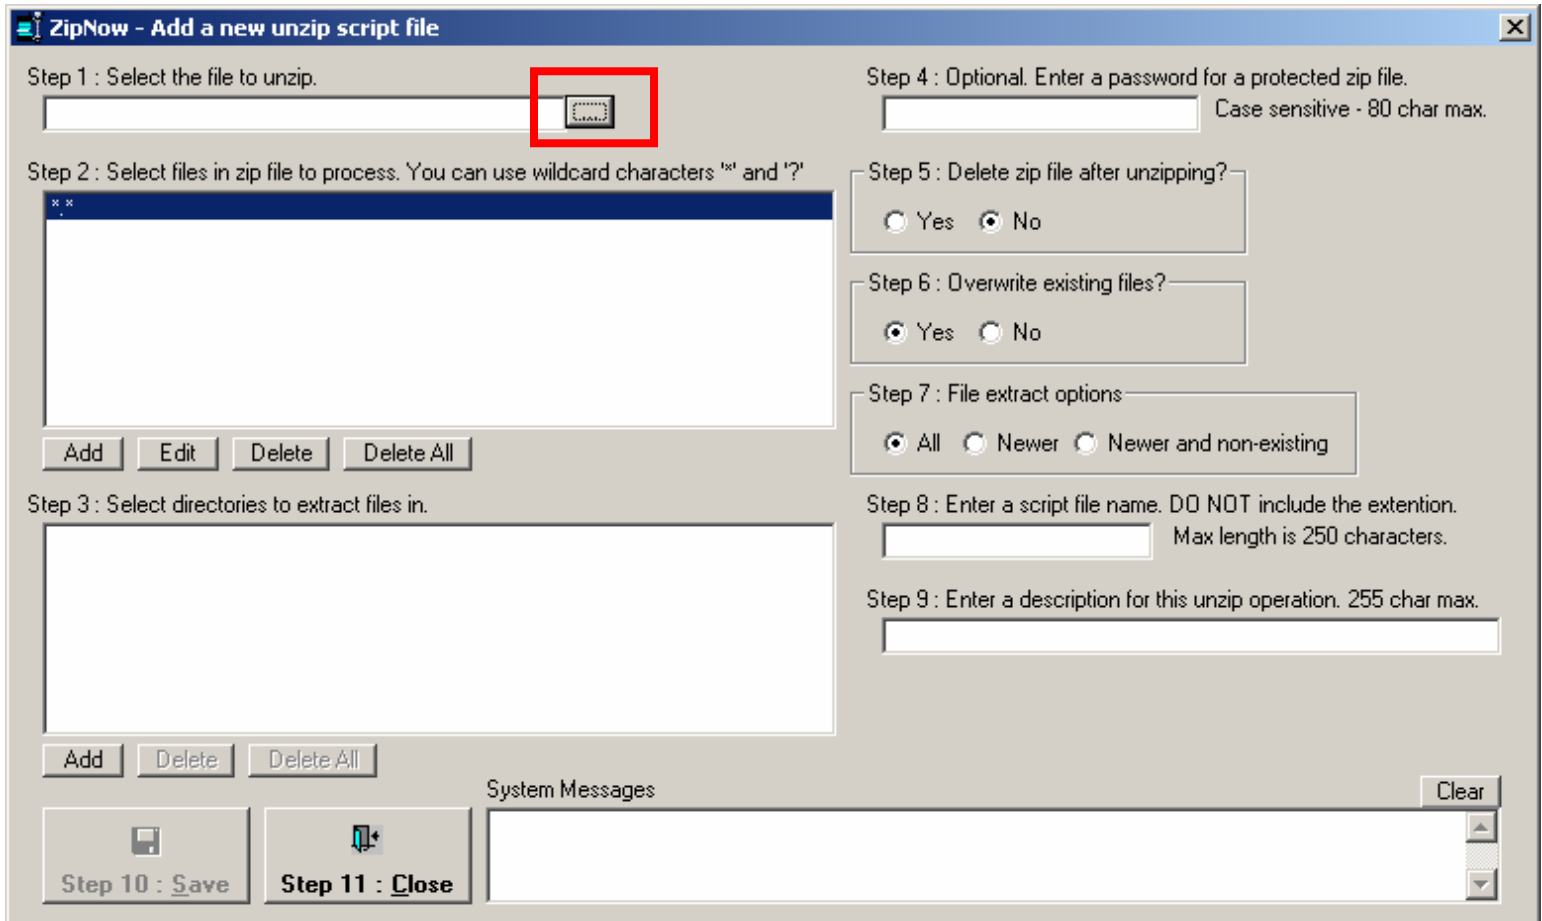 ZipNow - Add a new unzip script file
Step 1 : Select the file to unzip.
...
Step 2 : Select files in zip file to process. You can use wildcard characters '*' and '?'
*.*
Add Edit Delete Delete All
Step 3 : Select directories to extract files in.
Add Delete Delete All
Step 4 : Optional. Enter a password for a protected zip file.
Case sensitive - 80 char max.
Step 5 : Delete zip file after unzipping?
Yes No
Step 6 : Overwrite existing files?
Yes No
Step 7 : File extract options
All Newer Newer and non-existing
Step 8 : Enter a script file name. DO NOT include the extention.
Max length is 250 characters.
Step 9 : Enter a description for this unzip operation. 255 char max.
Step 10 : Save
Step 11 : Close
System Messages
Clear